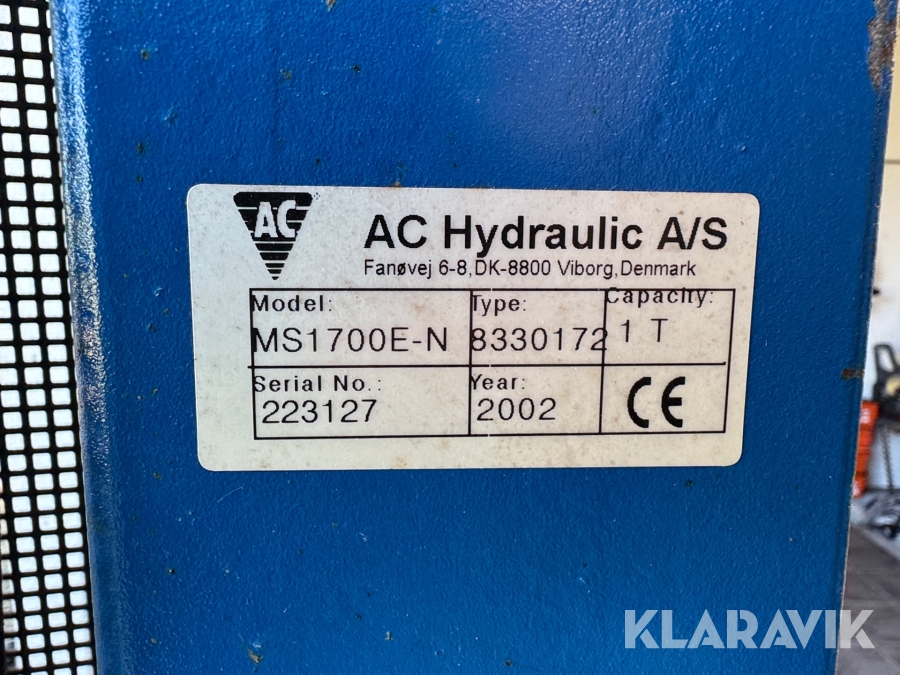 AC
AC Hydraulic A/S
Fanøvej 6-8, DK-8800 Viborg, Denmark
Model: Type: Capacity:
MS1700E-N 8330172 1 T
Serial No.: Year:
223127 2002 CE
KLARAVIK